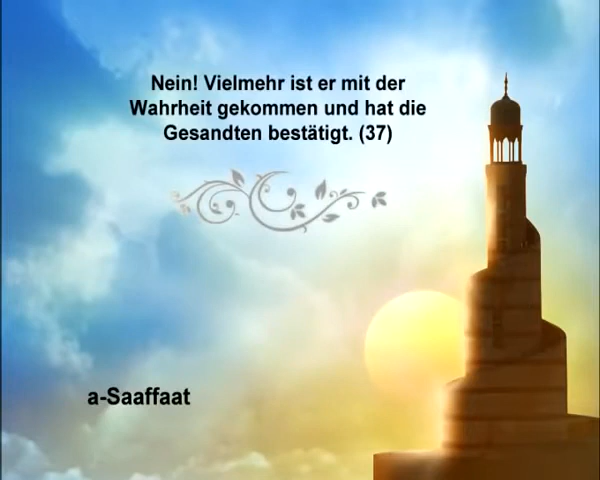 Nein! Vielmehr ist er mit der
Wahrheit gekommen und hat die
Gesandten bestätigt. (37)
a-Saaffaat